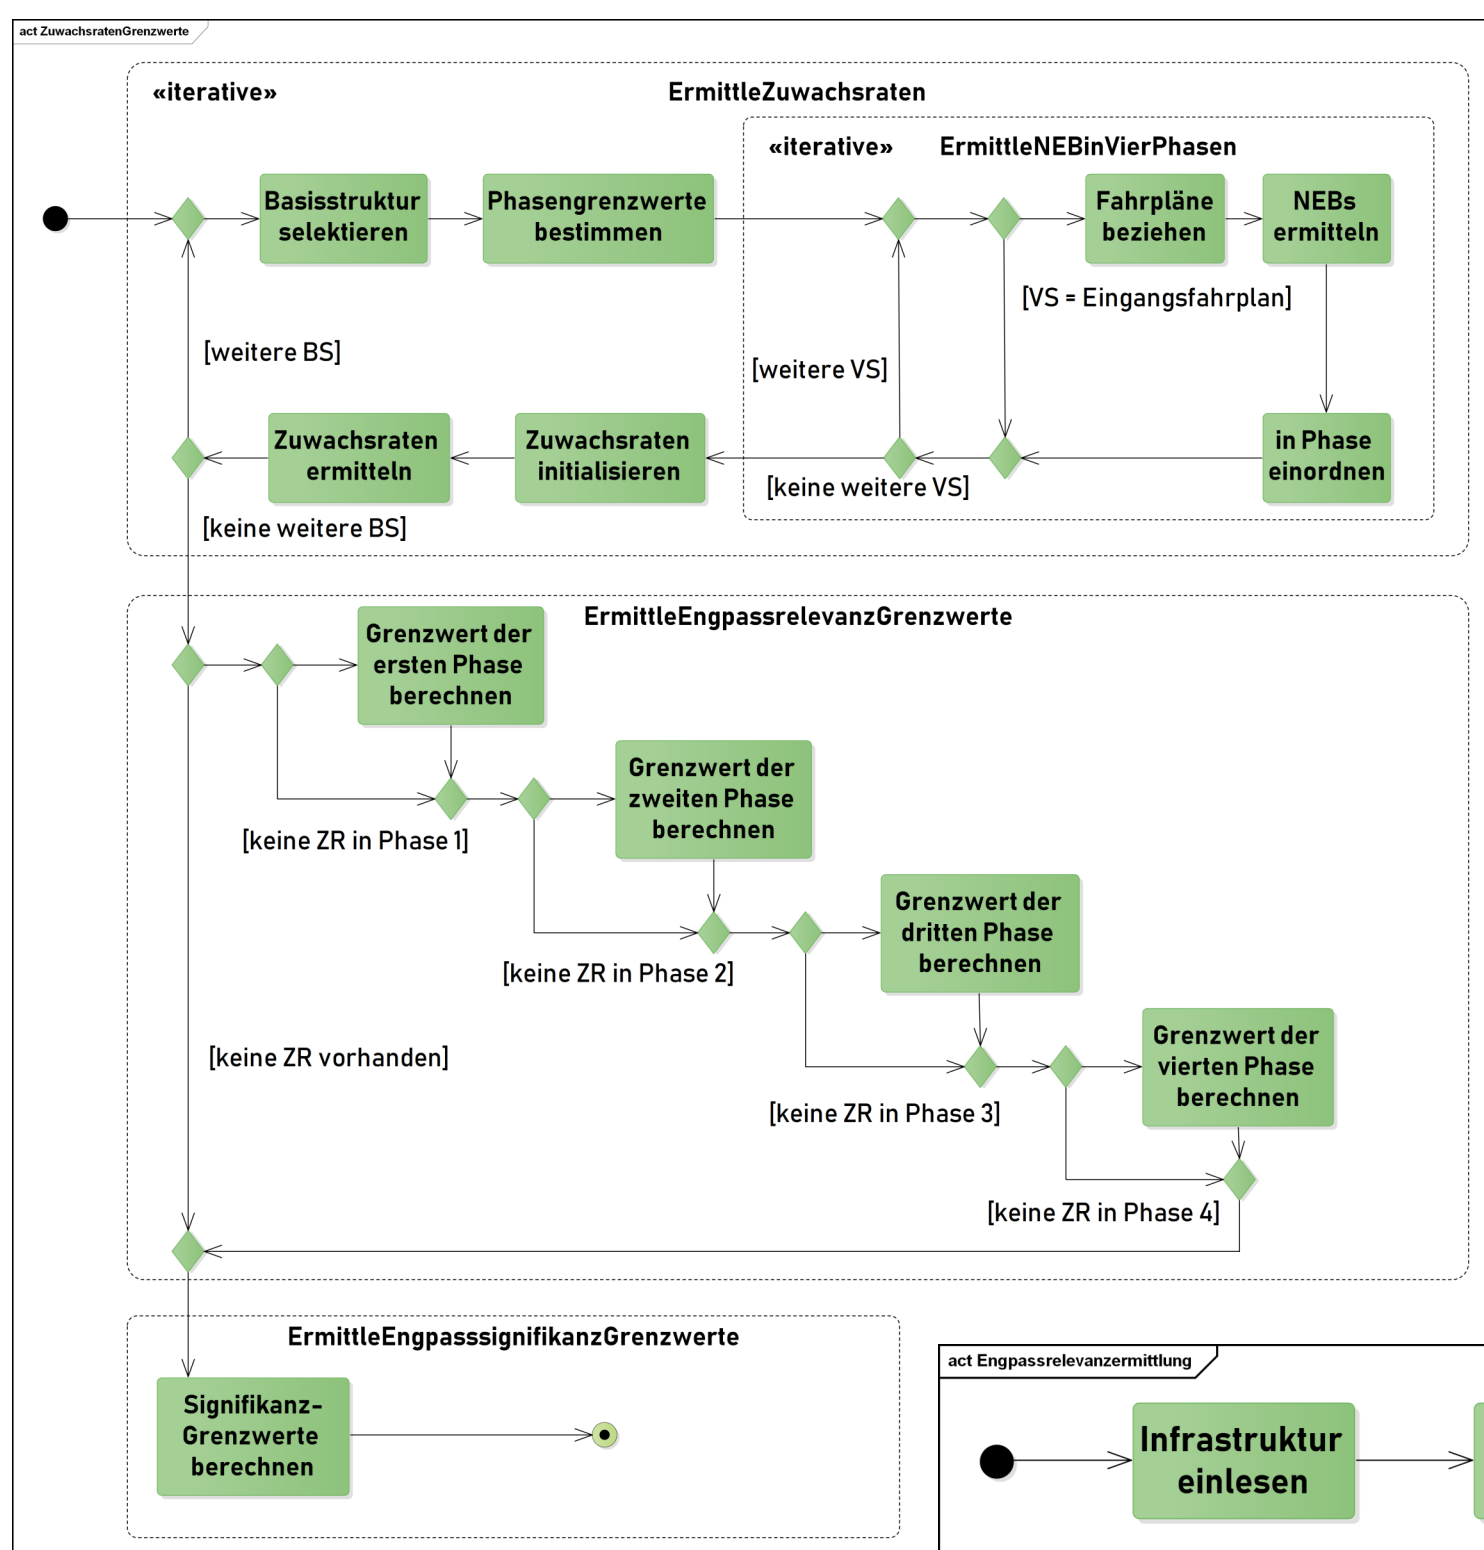 act ZuwachsratenGrenzwerte
«iterative»
ErmittleZuwachsraten
«iterative»
ErmittleNEBinVierPhasen
Basisstruktur
selektieren
Phasengrenzwerte
bestimmen
Fahrpläne
beziehen
NEBs
ermitteln
[VS = Eingangsfahrplan]
[weitere BS]
[weitere VS]
Zuwachsraten
ermitteln
Zuwachsraten
initialisieren
in Phase
einordnen
[keine weitere VS]
[keine weitere BS]
ErmittleEngpassrelevanzGrenzwerte
Grenzwert der
ersten Phase
berechnen
Grenzwert der
zweiten Phase
berechnen
[keine ZR in Phase 1]
Grenzwert der
dritten Phase
berechnen
[keine ZR in Phase 2]
Grenzwert der
vierten Phase
berechnen
[keine ZR vorhanden]
[keine ZR in Phase 3]
[keine ZR in Phase 4]
ErmittleEngpasssignifikanzGrenzwerte
Signifikanz-
Grenzwerte
berechnen
act Engpassrelevanzermittlung
Infrastruktur
einlesen